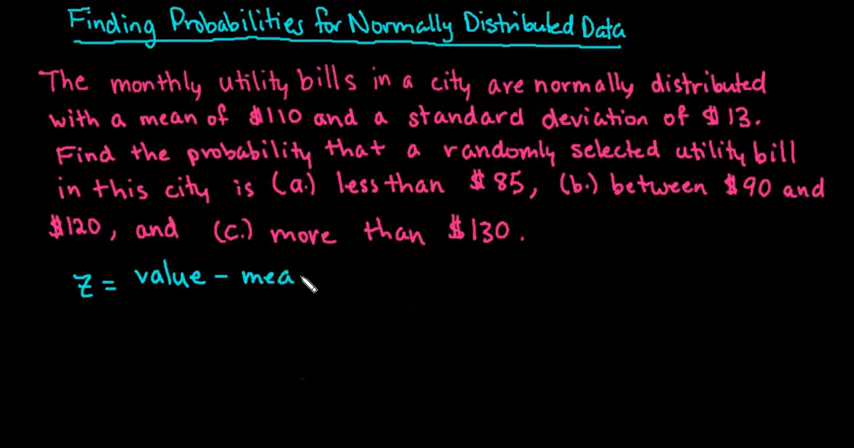 Finding Probabilities for Normally Distributed Data
The monthly utility bills in a city are normally distributed
with a mean of $110 and a standard deviation of $13.
Find the probability that a randomly selected utility bill
in this city is (a.) less than $85, (b.) between $90 and
$120, and (c.) more than $130.
z = value - mea